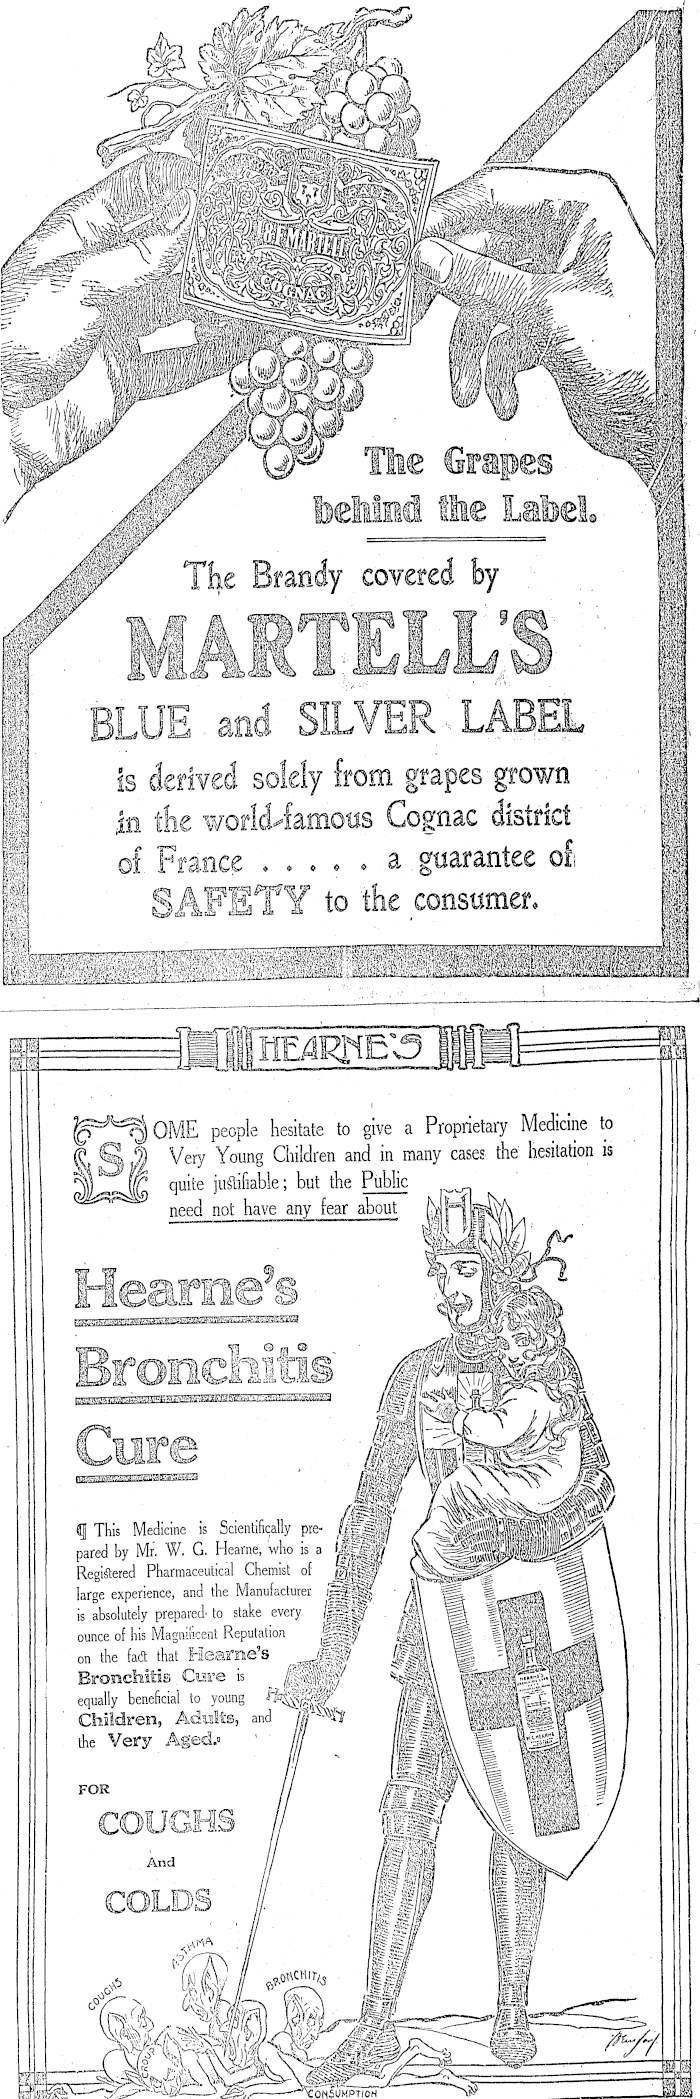 J. & F. MARTELL
COGNAC
The Grapes
behind the Label.
The Brandy covered by
MARTELL'S
BLUE and SILVER LABEL
is derived solely from grapes grown
in the world-famous Cognac district
of France . . . . . a guarantee of
SAFETY to the consumer.
HEARNE'S
SOME people hesitate to give a Proprietary Medicine to
Very Young Children and in many cases the hesitation is
quite justifiable; but the Public
need not have any fear about
Hearne's
Bronchitis
Cure
¶ This Medicine is Scientifically pre-
pared by Mr. W. G. Hearne, who is a
Registered Pharmaceutical Chemist of
large experience, and the Manufacturer
is absolutely prepared to stake every
ounce of his Magnificent Reputation
on the fact that Hearne's
Bronchitis Cure is
equally beneficial to young
Children, Adults, and
the Very Aged.
FOR
COUGHS
And
COLDS
H
COUGHS
ASTHMA
BRONCHITIS
CROUP
CONSUMPTION